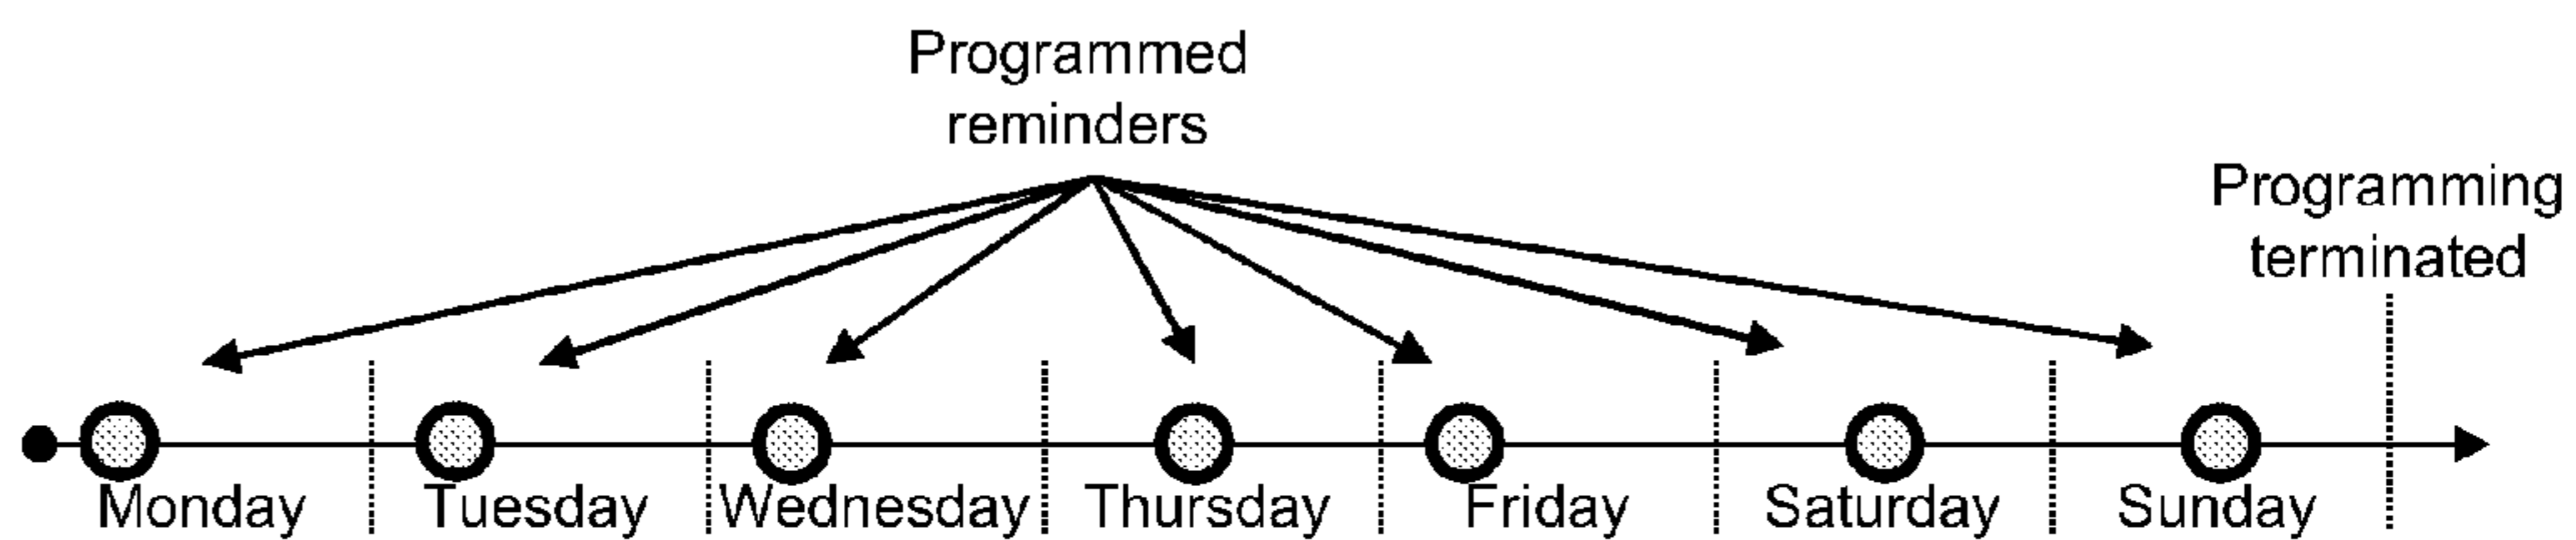 Programmed
reminders
Programming
terminated
Monday
Tuesday
Wednesday
Thursday
Friday
Saturday
Sunday